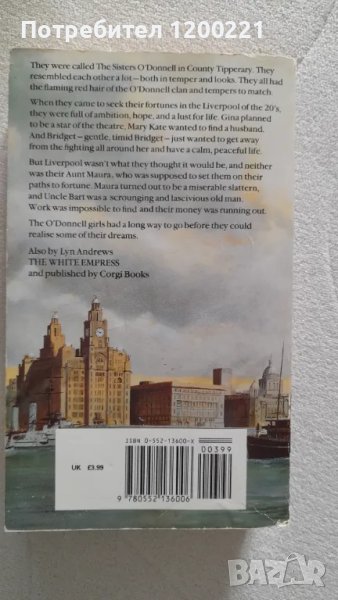 Потребител 1200221
They were called The Sisters O'Donnell in County Tipperary. They
resembled each other a lot—both in temper and looks. They all had
the flaming red hair of the O'Donnell clan and tempers to match.
When they came to seek their fortunes in the Liverpool of the 20's,
they were full of ambition, hope, and a lust for life. Gina planned
to be a star of the theatre, Mary Kate wanted to find a husband.
And Bridget – gentle, timid Bridget – just wanted to get away
from the fighting all around her and have a calm, peaceful life.
But Liverpool wasn't what they thought it would be, and neither
was their Aunt Maura, who was supposed to set them on their
paths to fortune. Maura turned out to be a miserable slattern,
and Uncle Bart was a scrounging and lascivious old man.
Work was impossible to find and their money was running out.
The O'Donnell girls had a long way to go before they could
realise some of their dreams.
Also by Lyn Andrews
THE WHITE EMPRESS
and published by Corgi Books
ISBN 0-552-13600-X
00399
UK £3.99
9 780552 136006
BAZAR